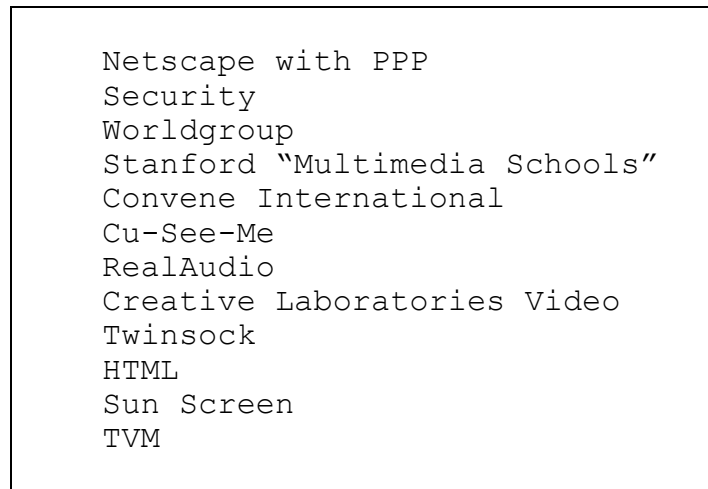 Netscape with PPP
Security
Worldgroup
Stanford “Multimedia Schools”
Convene International
Cu-See-Me
RealAudio
Creative Laboratories Video
Twinsock
HTML
Sun Screen
TVM